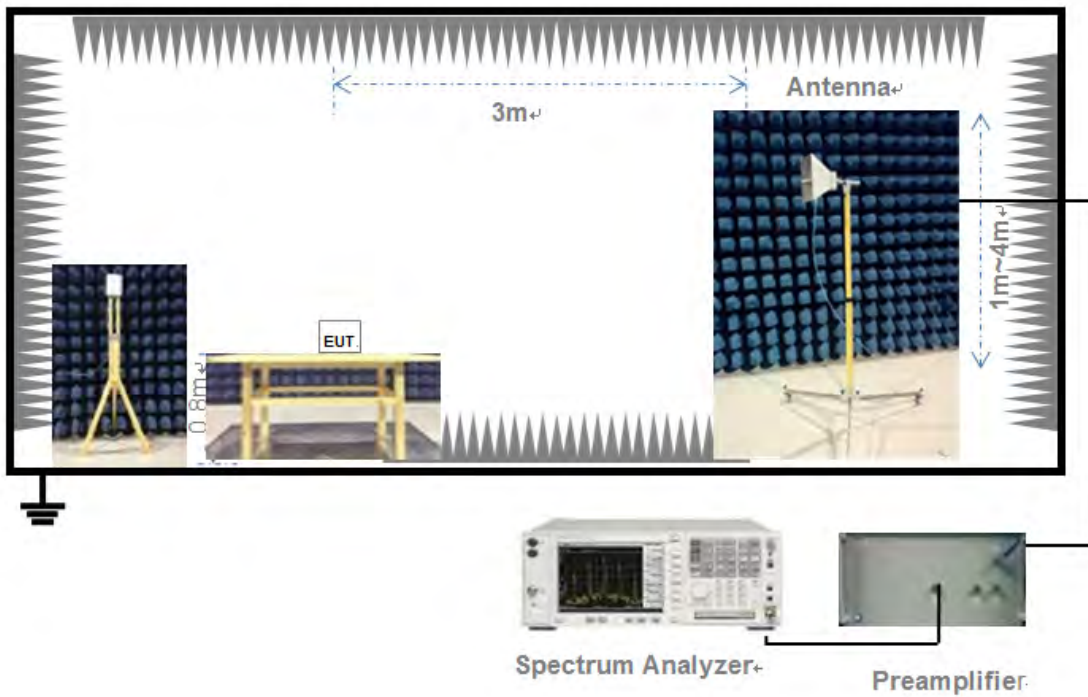 Antenna
3m
1m~4m
EUT
0.8m
Spectrum Analyzer
Preamplifier